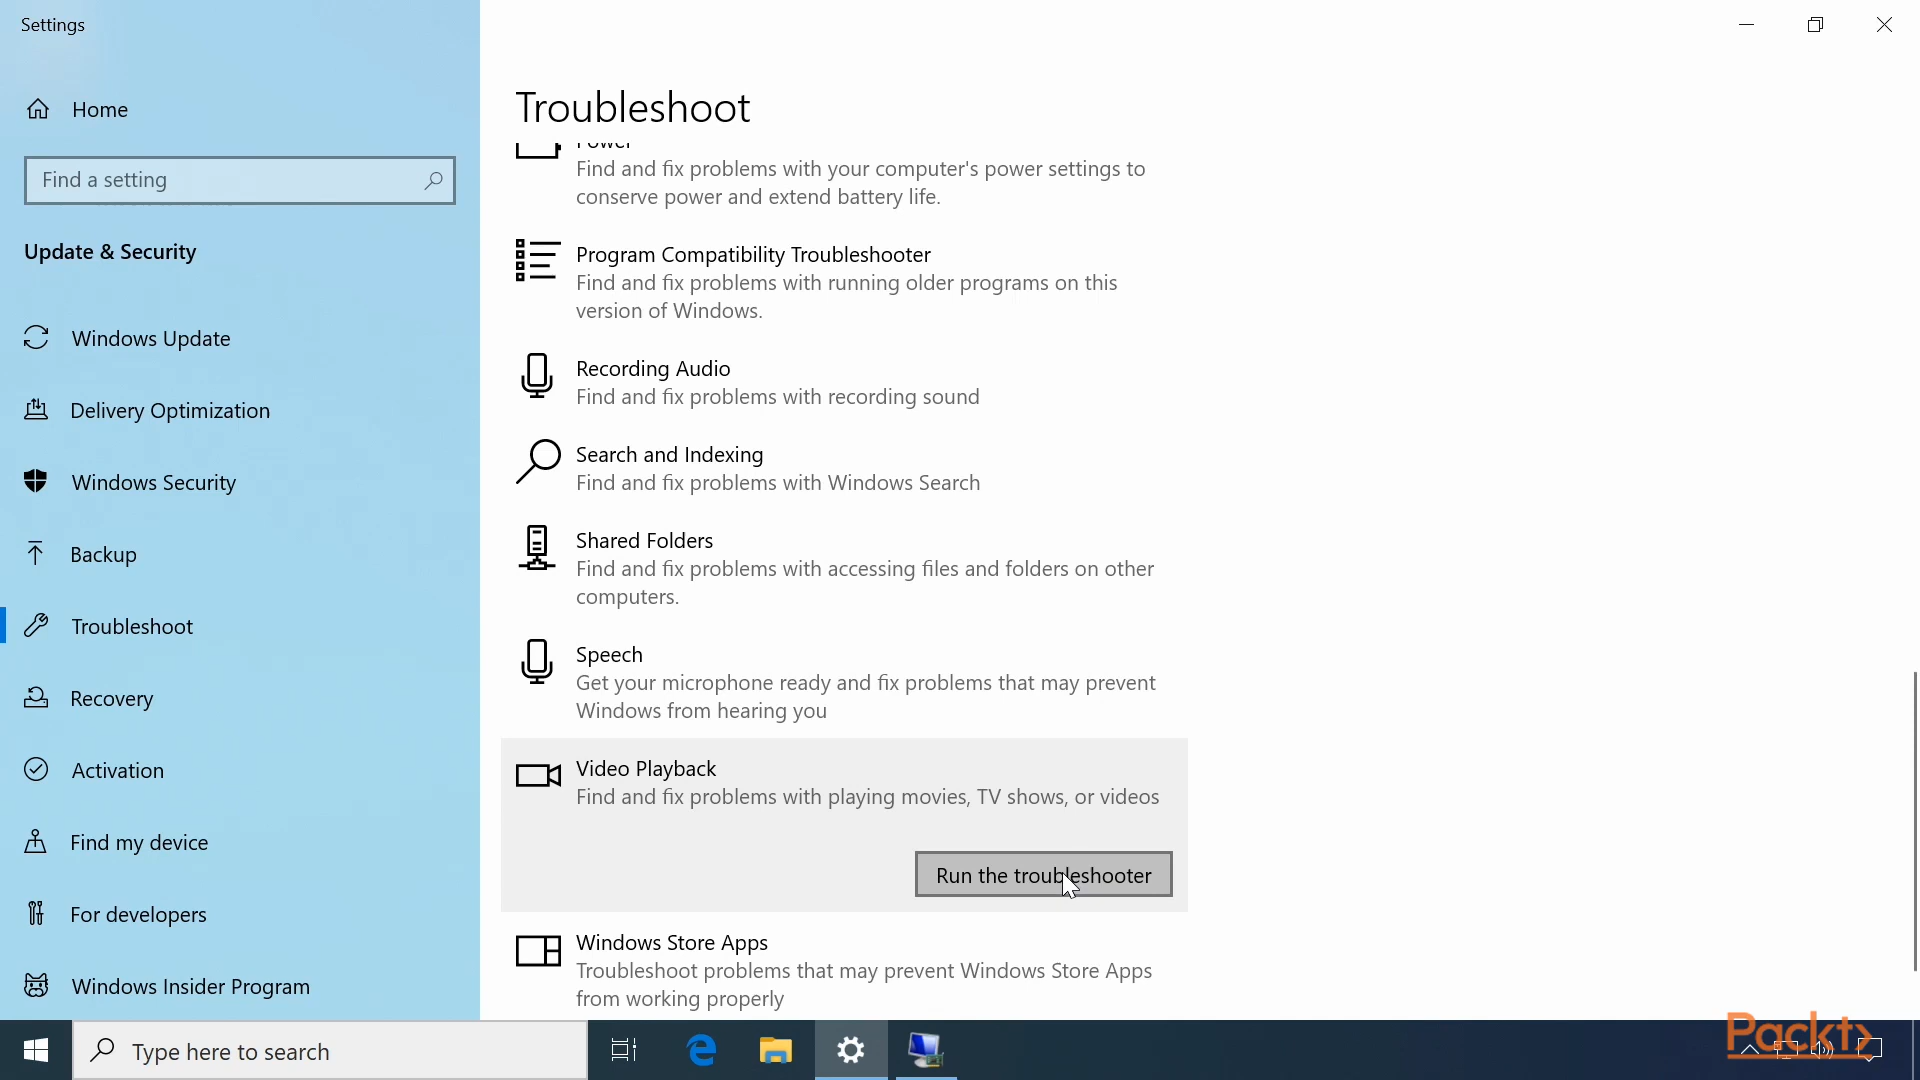 Settings
Home
Find a setting
Update & Security
Windows Update
Delivery Optimization
Windows Security
Backup
Troubleshoot
Recovery
Activation
Find my device
For developers
Windows Insider Program
Troubleshoot
Power
Find and fix problems with your computer's power settings to
conserve power and extend battery life.
Program Compatibility Troubleshooter
Find and fix problems with running older programs on this
version of Windows.
Recording Audio
Find and fix problems with recording sound
Search and Indexing
Find and fix problems with Windows Search
Shared Folders
Find and fix problems with accessing files and folders on other
computers.
Speech
Get your microphone ready and fix problems that may prevent
Windows from hearing you
Video Playback
Find and fix problems with playing movies, TV shows, or videos
Run the troubleshooter
Windows Store Apps
Troubleshoot problems that may prevent Windows Store Apps
from working properly
Type here to search
Packt